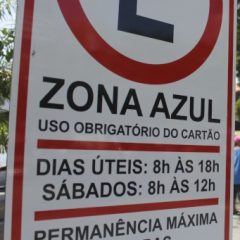 E
ZONA AZUL
USO OBRIGATÓRIO DO CARTÃO
DIAS ÚTEIS: 8h ÀS 18h
SÁBADOS: 8h ÀS 12h
PERMANÊNCIA MÁXIMA